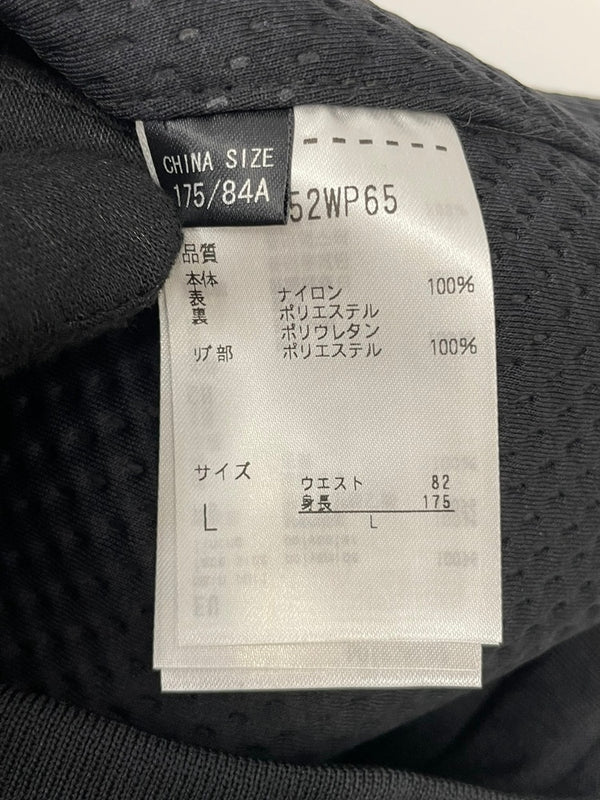 CHINA SIZE
175/84A
52WP65
品質
本体
表 ナイロン 100%
裏 ポリエステル
ポリウレタン
リブ部 ポリエステル 100%
サイズ
L
ウエスト 82
身長 175
L